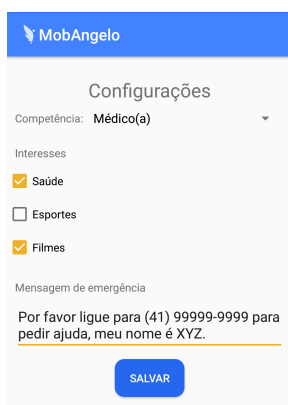 MobAngelo
Configurações
Competência: Médico(a)
Interesses
Saúde
Esportes
Filmes
Mensagem de emergência
Por favor ligue para (41) 99999-9999 para
pedir ajuda, meu nome é XYZ.
SALVAR